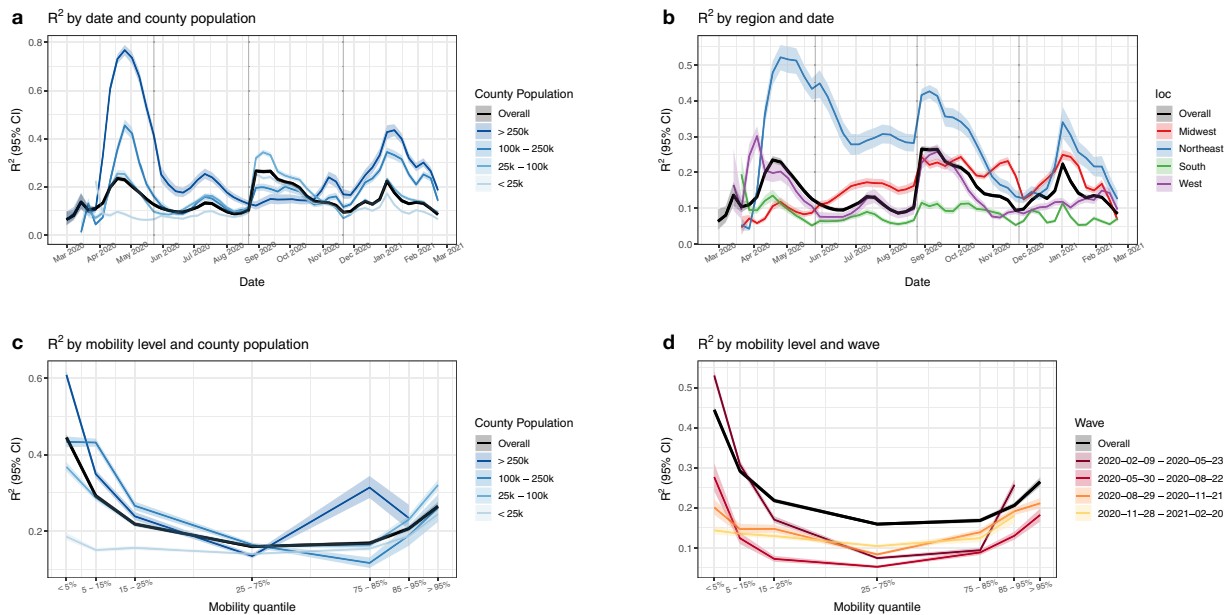 a R² by date and county population
0.8
0.6
0.4
0.2
0.0
R² (95% CI)
Mar 2020 Apr 2020 May 2020 Jun 2020 Jul 2020 Aug 2020 Sep 2020 Oct 2020 Nov 2020 Dec 2020 Jan 2021 Feb 2021 Mar 2021
Date
County Population
Overall
> 250k
100k – 250k
25k – 100k
< 25k
b R² by region and date
0.5
0.4
0.3
0.2
0.1
0.0
R² (95% CI)
Mar 2020 Apr 2020 May 2020 Jun 2020 Jul 2020 Aug 2020 Sep 2020 Oct 2020 Nov 2020 Dec 2020 Jan 2021 Feb 2021 Mar 2021
Date
loc
Overall
Midwest
Northeast
South
West
c R² by mobility level and county population
0.6
0.4
0.2
R² (95% CI)
< 5% 5 – 15% 15 – 25% 25 – 75% 75 – 85% 85 – 95% > 95%
Mobility quantile
County Population
Overall
> 250k
100k – 250k
25k – 100k
< 25k
d R² by mobility level and wave
0.5
0.4
0.3
0.2
0.1
R² (95% CI)
< 5% 5 – 15% 15 – 25% 25 – 75% 75 – 85% 85 – 95% > 95%
Mobility quantile
Wave
Overall
2020–02–09 – 2020–05–23
2020–05–30 – 2020–08–22
2020–08–29 – 2020–11–21
2020–11–28 – 2021–02–20